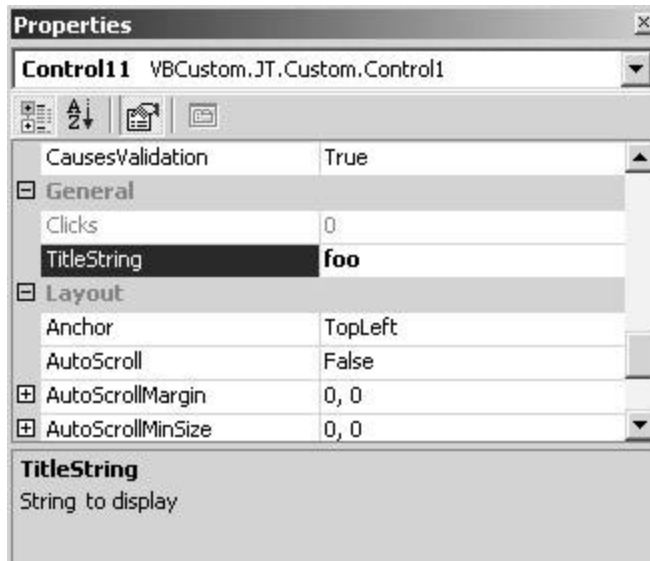 Properties
Control11 VBCustom.JT.Custom.Control1
CausesValidation True
General
Clicks 0
TitleString foo
Layout
Anchor TopLeft
AutoScroll False
AutoScrollMargin 0, 0
AutoScrollMinSize 0, 0
TitleString
String to display